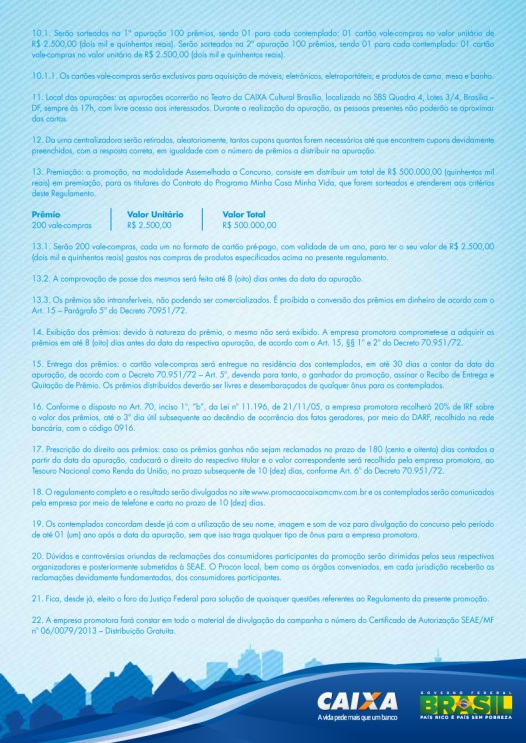 10.1. Serão sorteados na 1ª apuração 100 prêmios, sendo 01 para cada contemplado: 01 cartão vale-compras no valor unitário de
R$ 2.500,00 (dois mil e quinhentos reais). Serão sorteados na 2ª apuração 100 prêmios, sendo 01 para cada contemplado: 01 cartão
vale-compras no valor unitário de R$ 2.500,00 (dois mil e quinhentos reais).
10.1.1. Os cartões vale-compras serão exclusivos para aquisição de móveis; eletrônicos, eletroportáteis; e produtos de cama, mesa e banho.
11. Local das apurações: as apurações ocorrerão no Teatro da CAIXA Cultural Brasília, localizado no SBS Quadra 4, Lotes 3/4, Brasília –
DF, sempre às 17h, com livre acesso aos interessados. Durante a realização da apuração, as pessoas presentes não poderão se aproximar
das cartas.
12. Da urna centralizadora serão retirados, aleatoriamente, tantos cupons quantos forem necessários até que encontrem cupons devidamente
preenchidos, com a resposta correta, em igualdade com o número de prêmios a distribuir na apuração.
13. Premiação: a promoção, na modalidade Assemelhado a Concurso, consiste em distribuir um total de R$ 500.000,00 (quinhentos mil
reais) em premiação, para os titulares do Contrato do Programa Minha Casa Minha Vida, que forem sorteados e atenderem aos critérios
deste Regulamento.
Prêmio Valor Unitário Valor Total
200 vale-compras R$ 2.500,00 R$ 500.000,00
13.1. Serão 200 vale-compras, cada um no formato de cartão pré-pago, com validade de um ano, para ter o seu valor de R$ 2.500,00
(dois mil e quinhentos reais) gastos nas compras de produtos especificados acima no presente regulamento.
13.2. A comprovação de posse dos mesmos será feita até 8 (oito) dias antes da data da apuração.
13.3. Os prêmios são intransferíveis, não podendo ser comercializados. É proibida a conversão dos prêmios em dinheiro de acordo com o
Art. 15 – Parágrafo 5º do Decreto 70951/72.
14. Exibição dos prêmios: devido à natureza do prêmio, o mesmo não será exibido. A empresa promotora compromete-se a adquirir os
prêmios em até 8 (oito) dias antes da data da respectiva apuração, de acordo com o Art. 15, §§ 1º e 2º do Decreto 70.951/72.
15. Entrega dos prêmios: o cartão vale-compras será entregue na residência dos contemplados, em até 30 dias a contar da data da
apuração, de acordo com Decreto 70.951/72 – Art. 5º, devendo para tanto, o ganhador da promoção, assinar o Recibo de Entrega e
Quitação de Prêmio. Os prêmios distribuídos deverão ser livres e desembaraçados de qualquer ônus para os contemplados.
16. Conforme o disposto no Art. 70, inciso 1º, "b", da Lei nº 11.196, de 21/11/05, a empresa promotora recolherá 20% de IRF sobre
o valor dos prêmios, até o 3º dia útil subsequente ao decêndio de ocorrência dos fatos geradores, por meio do DARF, recolhido na rede
bancária, com o código 0916.
17. Prescrição do direito aos prêmios: caso os prêmios ganhos não sejam reclamados no prazo de 180 (cento e oitenta) dias contados a
partir da data da apuração, caducará o direito do respectivo titular e o valor correspondente será recolhido pela empresa promotora, ao
Tesouro Nacional como Renda da União, no prazo subsequente de 10 (dez) dias, conforme Art. 6º do Decreto 70.951/72.
18. O regulamento completo e o resultado serão divulgados no site www.promocaocaixamcmv.com.br e os contemplados serão comunicados
pela empresa por meio de telefone e carta no prazo de 10 (dez) dias.
19. Os contemplados concordam desde já com a utilização de seu nome, imagem e som de voz para divulgação do concurso pelo período
de até 01 (um) ano após a data da apuração, sem que isso traga qualquer tipo de ônus para a empresa promotora.
20. Dúvidas e controvérsias oriundas de reclamações dos consumidores participantes da promoção serão dirimidas pelos seus respectivos
organizadores e posteriormente submetidos à SEAE. O Procon local, bem como os órgãos conveniados, em cada jurisdição receberão as
reclamações devidamente fundamentadas, dos consumidores participantes.
21. Fica, desde já, eleito o foro da Justiça Federal para solução de quaisquer questões referentes ao Regulamento da presente promoção.
22. A empresa promotora fará constar em todo o material de divulgação da campanha o número do Certificado de Autorização SEAE/MF
nº 06/0079/2013 – Distribuição Gratuita.
CAIXA
A vida pede mais que um banco
GOVERNO FEDERAL
BRASIL
PAÍS RICO É PAÍS SEM POBREZA